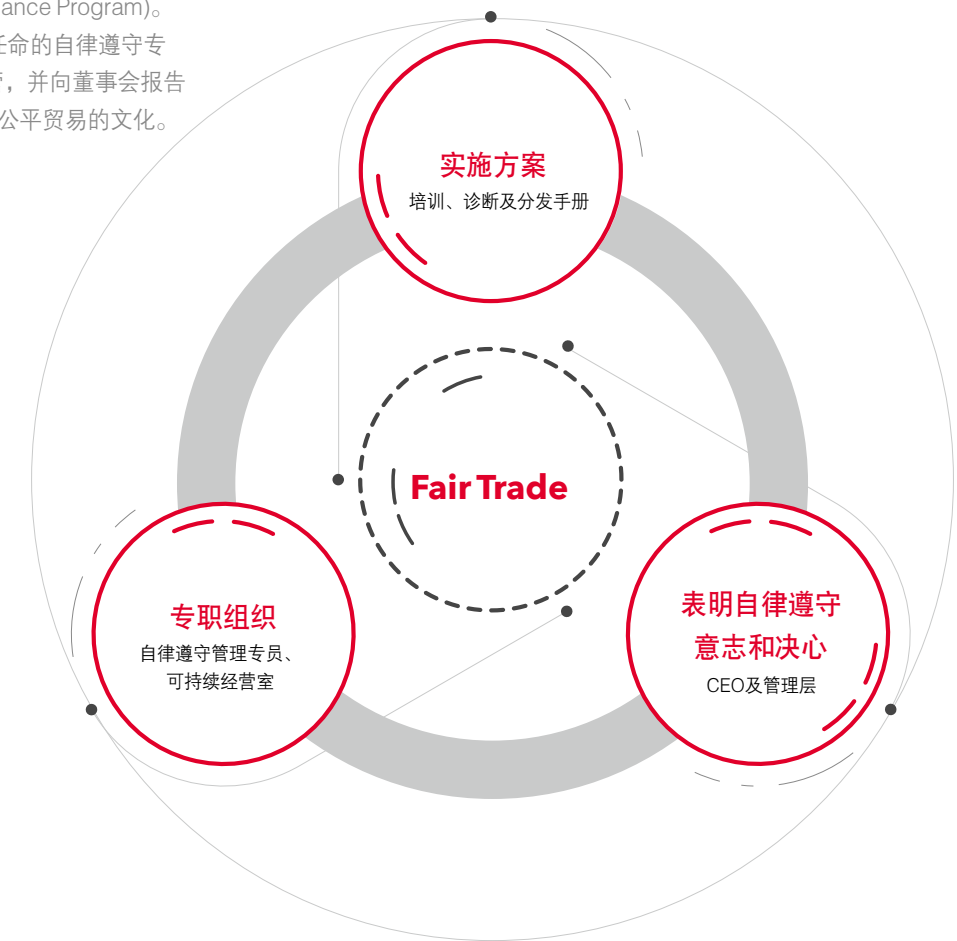 ance Program)。
任命的自律遵守专
，并向董事会报告
公平贸易的文化。
实施方案
培训、诊断及分发手册
Fair Trade
专职组织
自律遵守管理专员、
可持续经营室
表明自律遵守
意志和决心
CEO及管理层